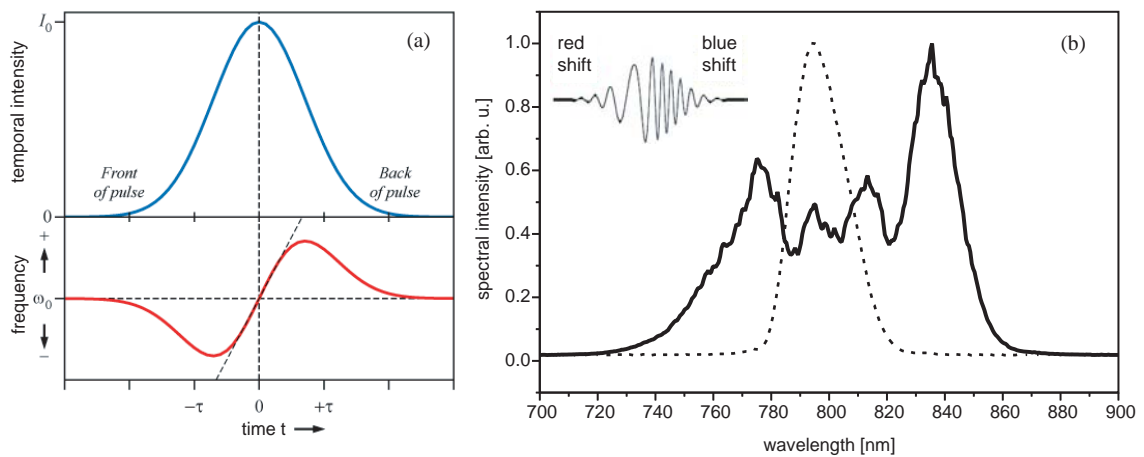 I₀
(a)
temporal intensity
Front
of pulse
Back
of pulse
0
+
ω₀
−
frequency
−τ
0
+τ
time t
(b)
red
shift
blue
shift
1.0
0.8
0.6
0.4
0.2
0.0
spectral intensity [arb. u.]
700 720 740 760 780 800 820 840 860 880 900
wavelength [nm]